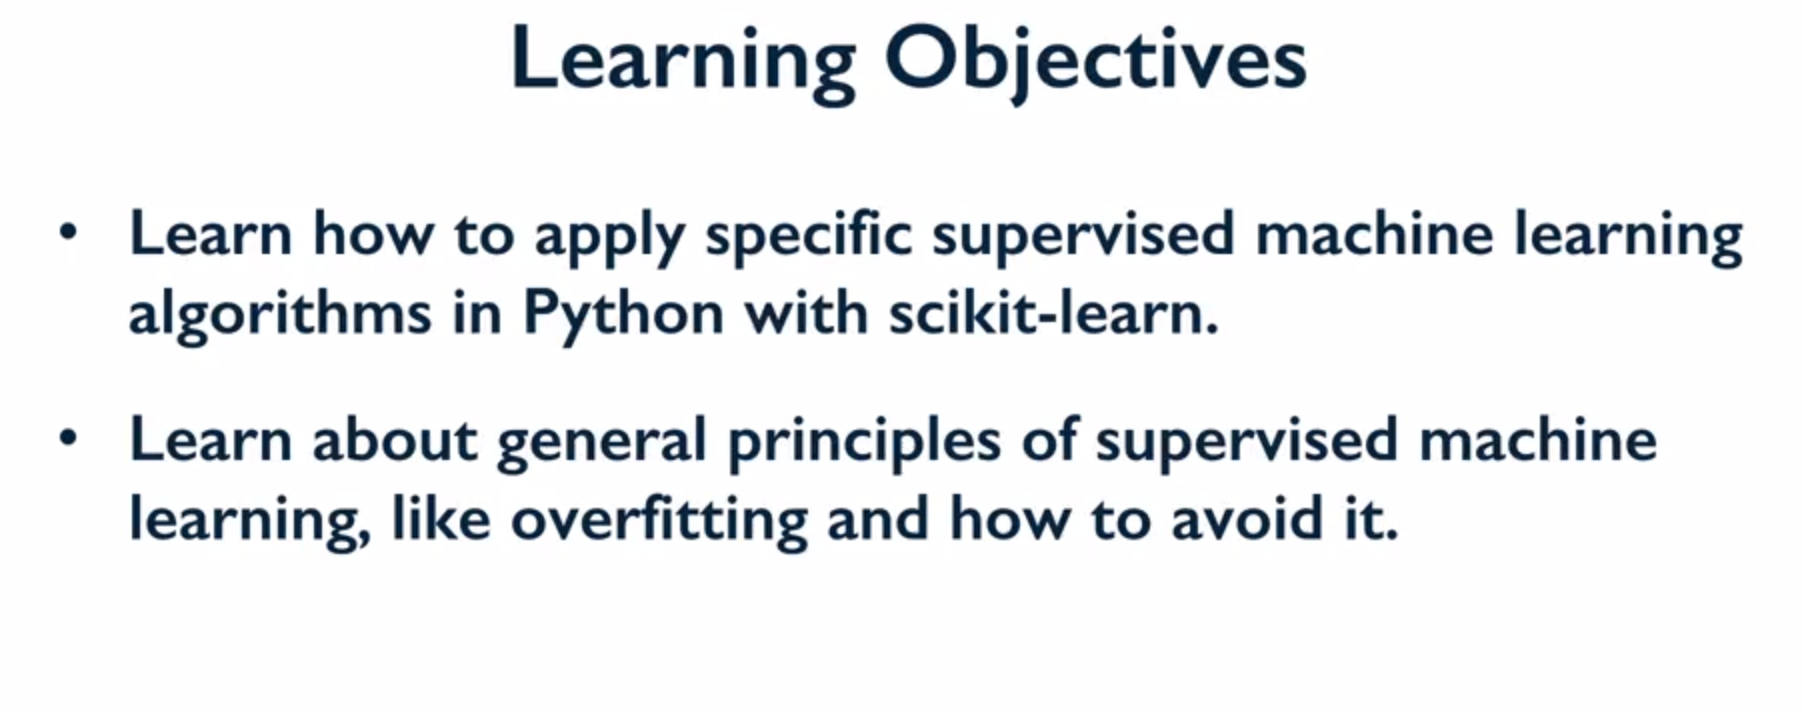 Learning Objectives
• Learn how to apply specific supervised machine learning
algorithms in Python with scikit-learn.
• Learn about general principles of supervised machine
learning, like overfitting and how to avoid it.